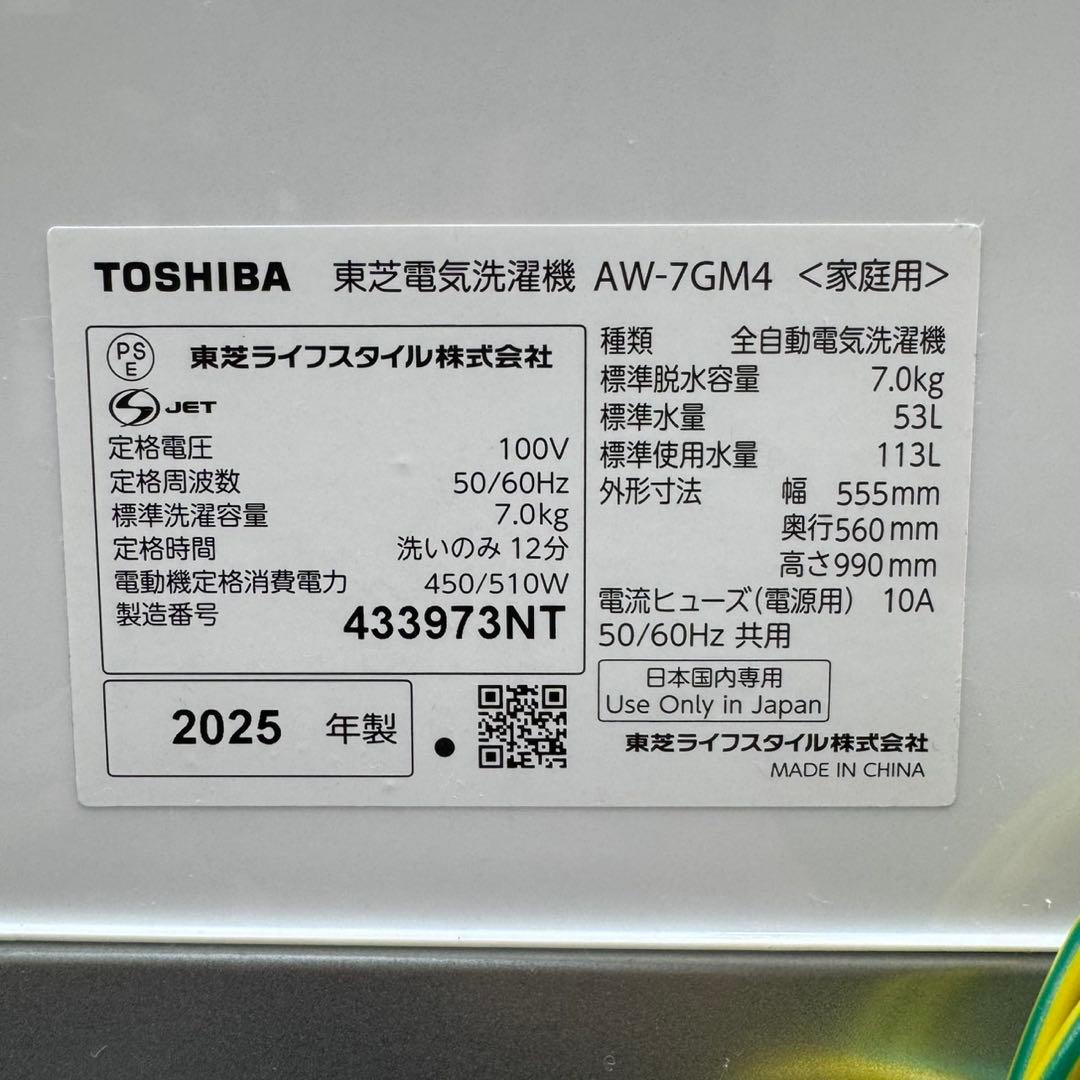 TOSHIBA 東芝電気洗濯機 AW-7GM4 <家庭用>
PSE 東芝ライフスタイル株式会社
JET
定格電圧 100V
定格周波数 50/60Hz
標準洗濯容量 7.0kg
定格時間 洗いのみ 12分
電動機定格消費電力 450/510W
製造番号 433973NT
2025 年製
種類 全自動電気洗濯機
標準脱水容量 7.0kg
標準水量 53L
標準使用水量 113L
外形寸法 幅 555mm
奥行560mm
高さ990mm
電流ヒューズ(電源用) 10A
50/60Hz 共用
日本国内専用
Use Only in Japan
東芝ライフスタイル株式会社
MADE IN CHINA